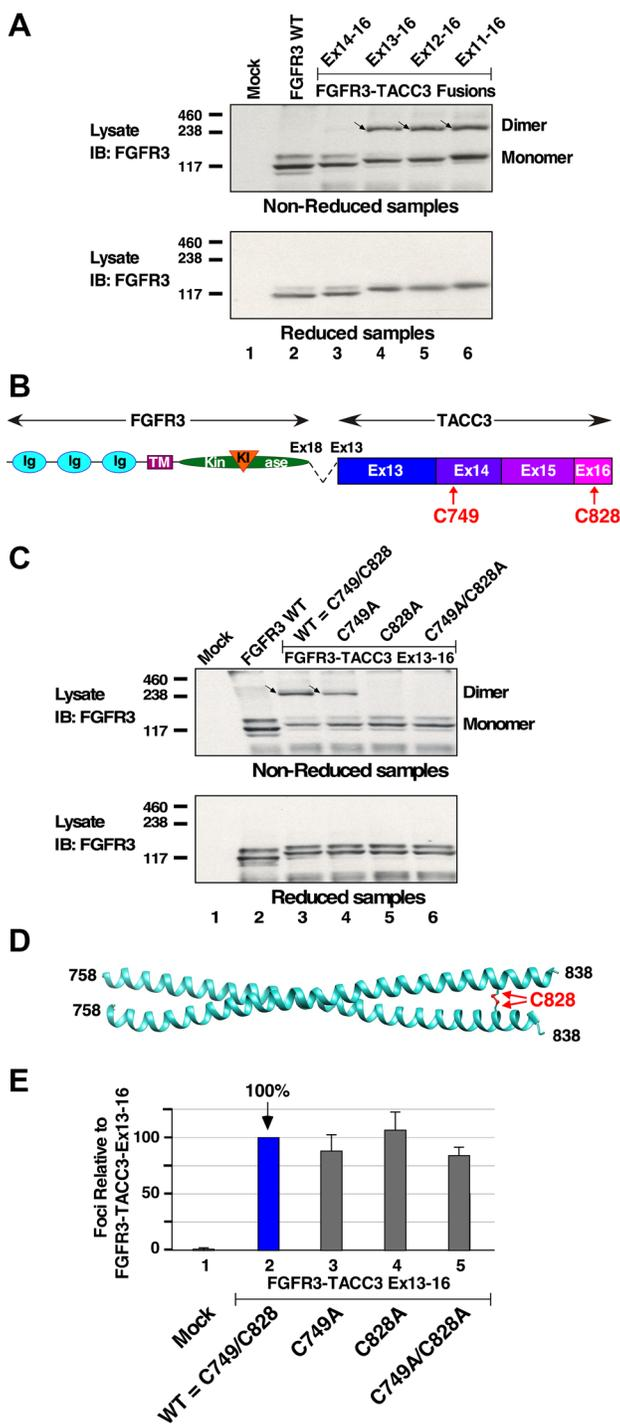 A
Mock
FGFR3 WT
Ex14-16
Ex13-16
Ex12-16
Ex11-16
FGFR3-TACC3 Fusions
Lysate
IB: FGFR3
460
238
117
Dimer
Monomer
Non-Reduced samples
Lysate
IB: FGFR3
460
238
117
Reduced samples
1 2 3 4 5 6
B
FGFR3 TACC3
Ex18 Ex13
Ig Ig Ig TM Kin KI ase Ex13 Ex14 Ex15 Ex16
C749 C828
C
Mock
FGFR3 WT
WT = C749/C828
C749A
C828A
C749A/C828A
FGFR3-TACC3 Ex13-16
Lysate
IB: FGFR3
460
238
117
Dimer
Monomer
Non-Reduced samples
Lysate
IB: FGFR3
460
238
117
Reduced samples
1 2 3 4 5 6
D
758 838
758 C828
838
E
100%
Foci Relative to
FGFR3-TACC3-Ex13-16
100
50
0
1 2 3 4 5
FGFR3-TACC3 Ex13-16
Mock
WT = C749/C828
C749A
C828A
C749A/C828A